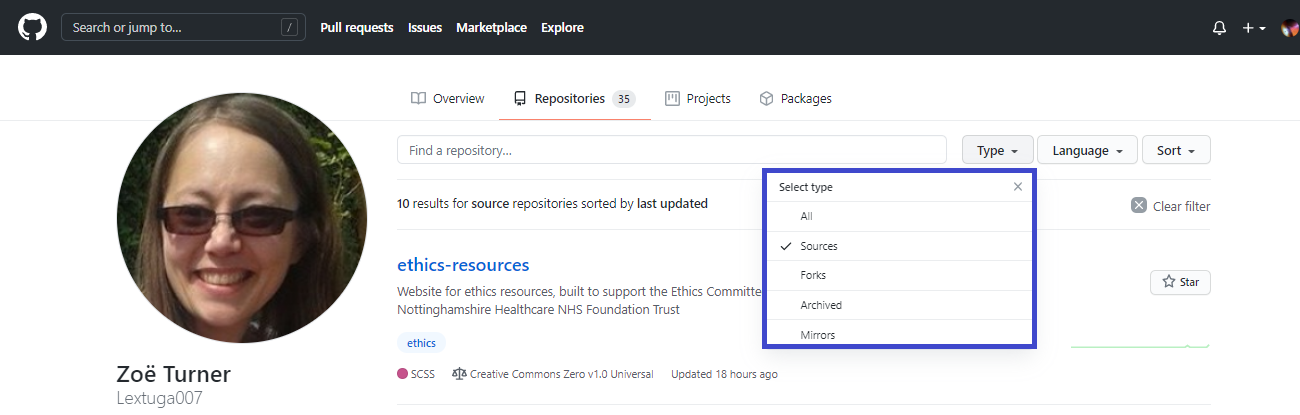 Search or jump to... /
Pull requests Issues Marketplace Explore
Overview Repositories 35 Projects Packages
Find a repository... Type Language Sort
10 results for source repositories sorted by last updated
Clear filter
Select type
All
Sources
Forks
Archived
Mirrors
ethics-resources
Star
Website for ethics resources, built to support the Ethics Committe
Nottinghamshire Healthcare NHS Foundation Trust
ethics
SCSS Creative Commons Zero v1.0 Universal Updated 18 hours ago
Zoë Turner
Lextuga007